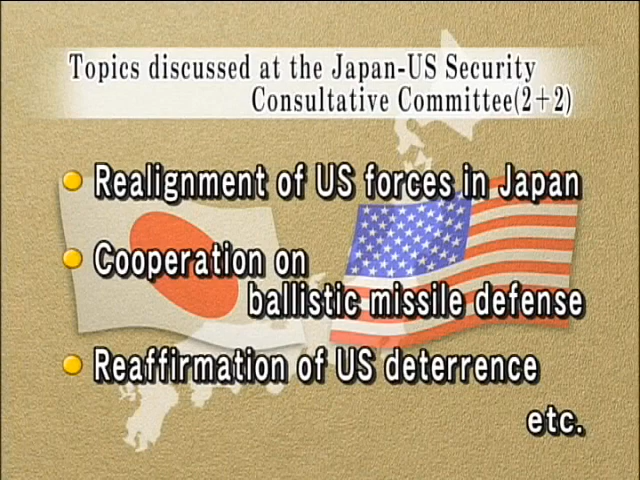 Topics discussed at the Japan-US Security
Consultative Committee(2+2)
Realignment of US forces in Japan
Cooperation on
ballistic missile defense
Reaffirmation of US deterrence
etc.